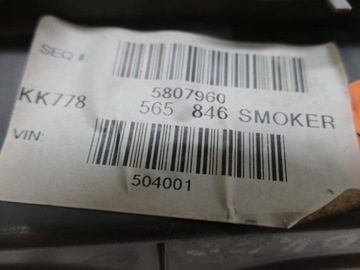 SEQ #:
5807960
KK778 565 846 SMOKER
VIN:
504001